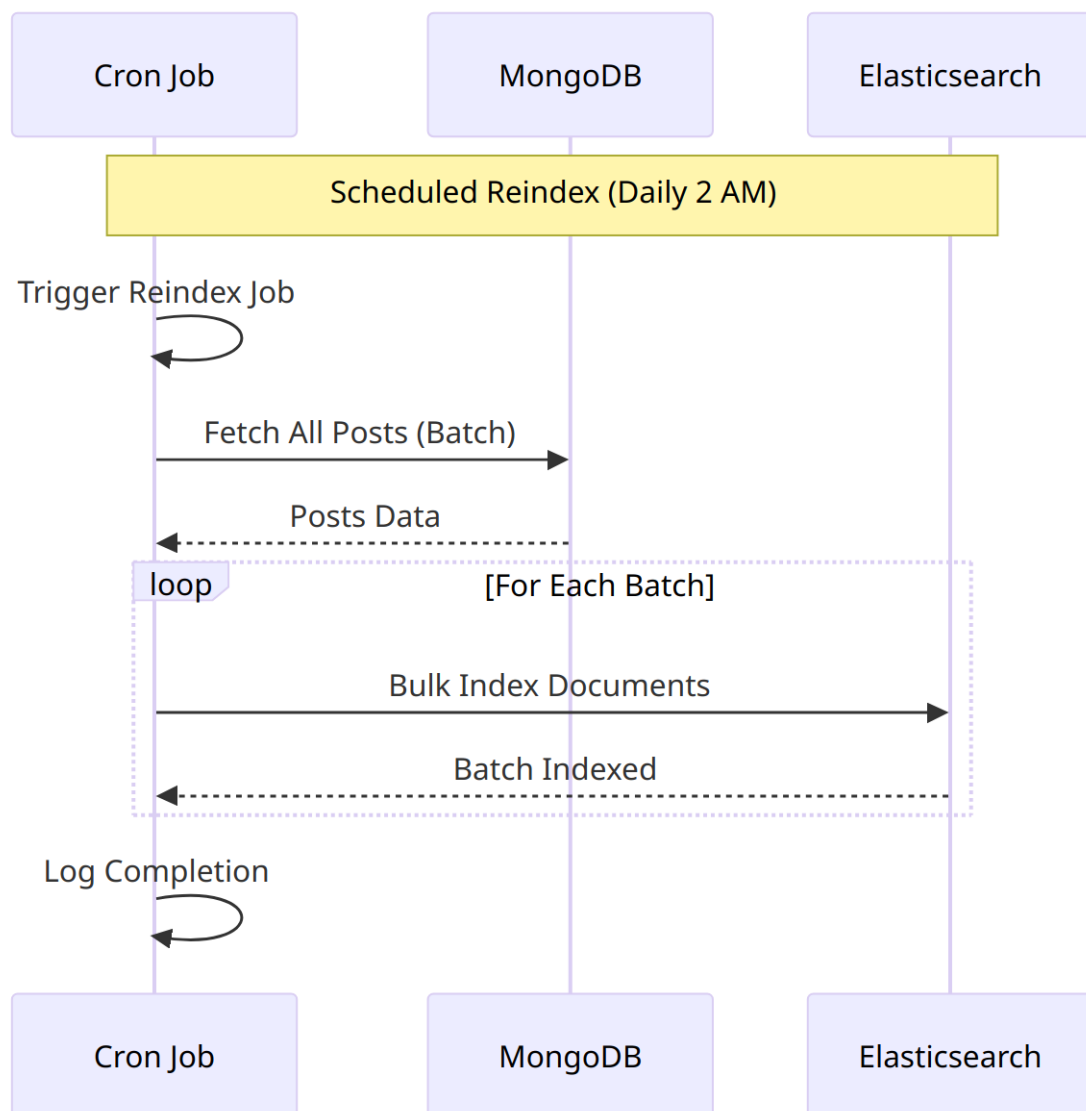 Cron Job
MongoDB
Elasticsearch
Scheduled Reindex (Daily 2 AM)
Trigger Reindex Job
Fetch All Posts (Batch)
Posts Data
loop
[For Each Batch]
Bulk Index Documents
Batch Indexed
Log Completion
Cron Job
MongoDB
Elasticsearch